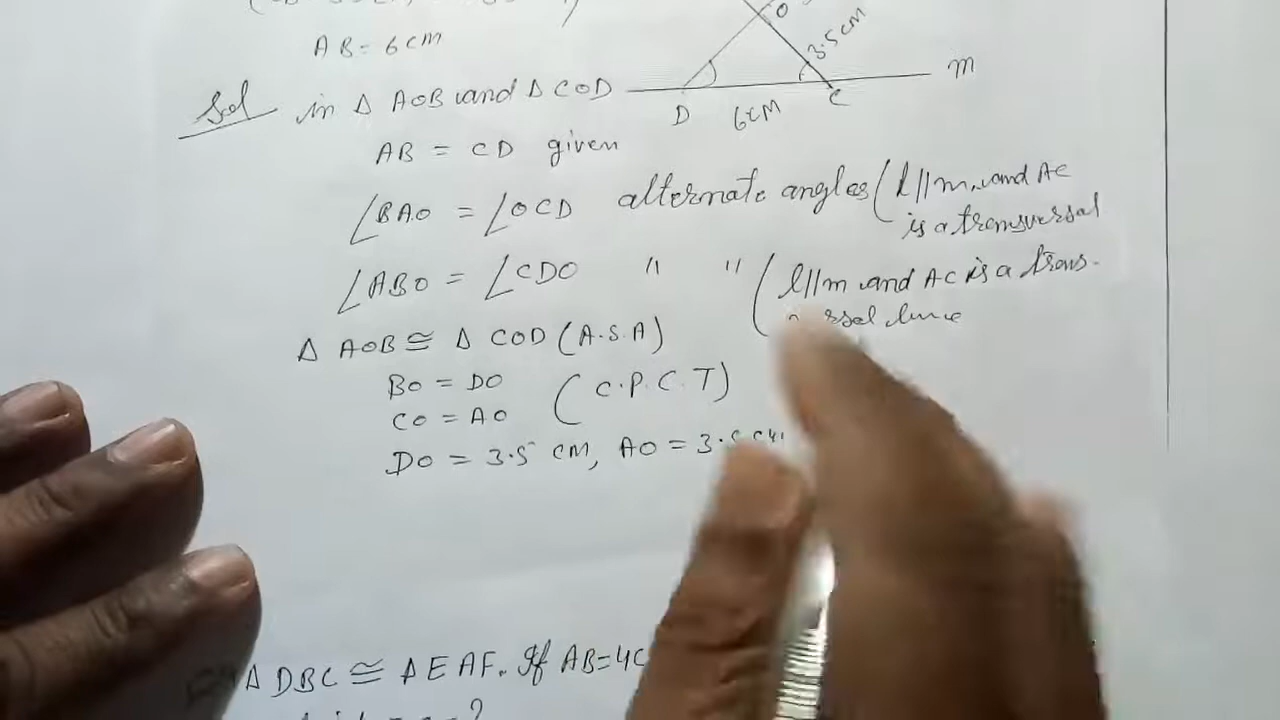 AB = 6cm
Sol in Δ AOB and Δ COD
AB = CD given
∠BAO = ∠OCD alternate angles (l||m, and AC
is a transversal
∠ABO = ∠CDO " " (l||m and AC is a trans-
Δ AOB ≅ Δ COD (A.S.A)
BO = DO
CO = AO (C.P.C.T)
DO = 3.5 CM, AO =
O
3.5cm
m
D
6CM
C
Δ DBC ≅ Δ EAF. If AB=4C